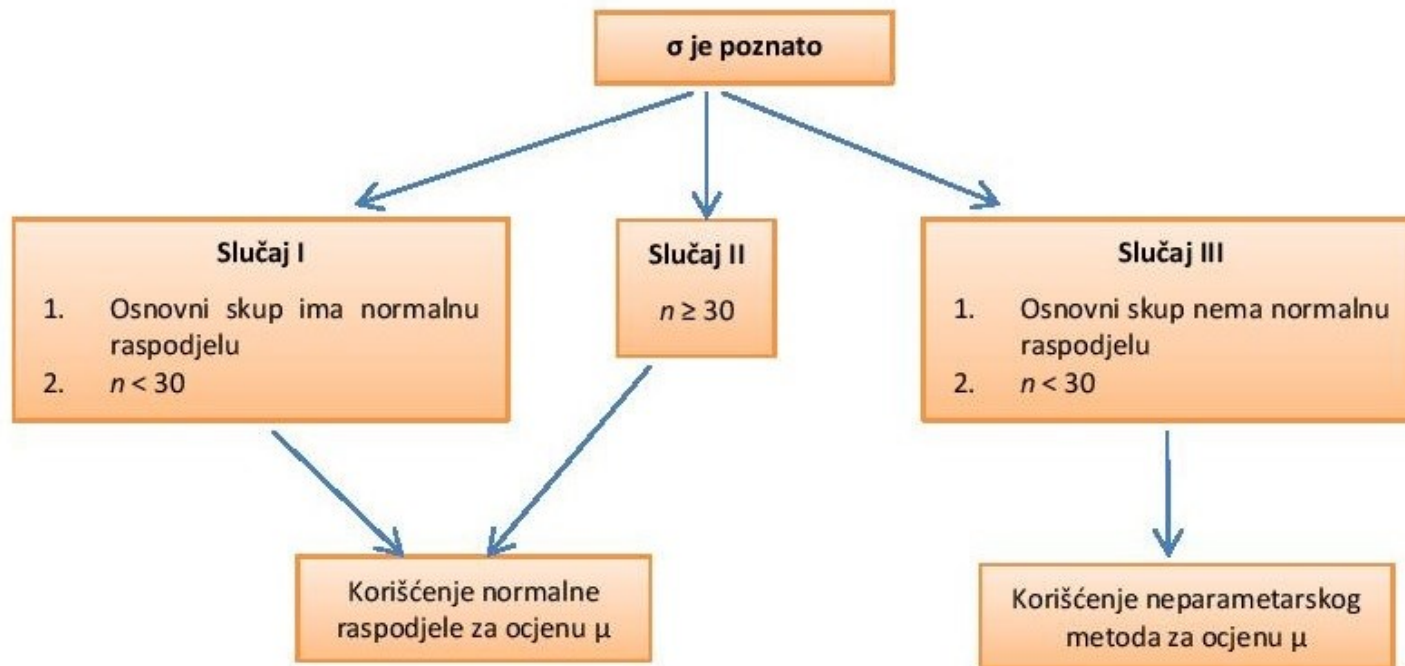 σ je poznato
Slučaj I
1. Osnovni skup ima normalnu
raspodjelu
2. n < 30
Slučaj II
n ≥ 30
Slučaj III
1. Osnovni skup nema normalnu
raspodjelu
2. n < 30
Korišćenje normalne
raspodjele za ocjenu μ
Korišćenje neparametarskog
metoda za ocjenu μ